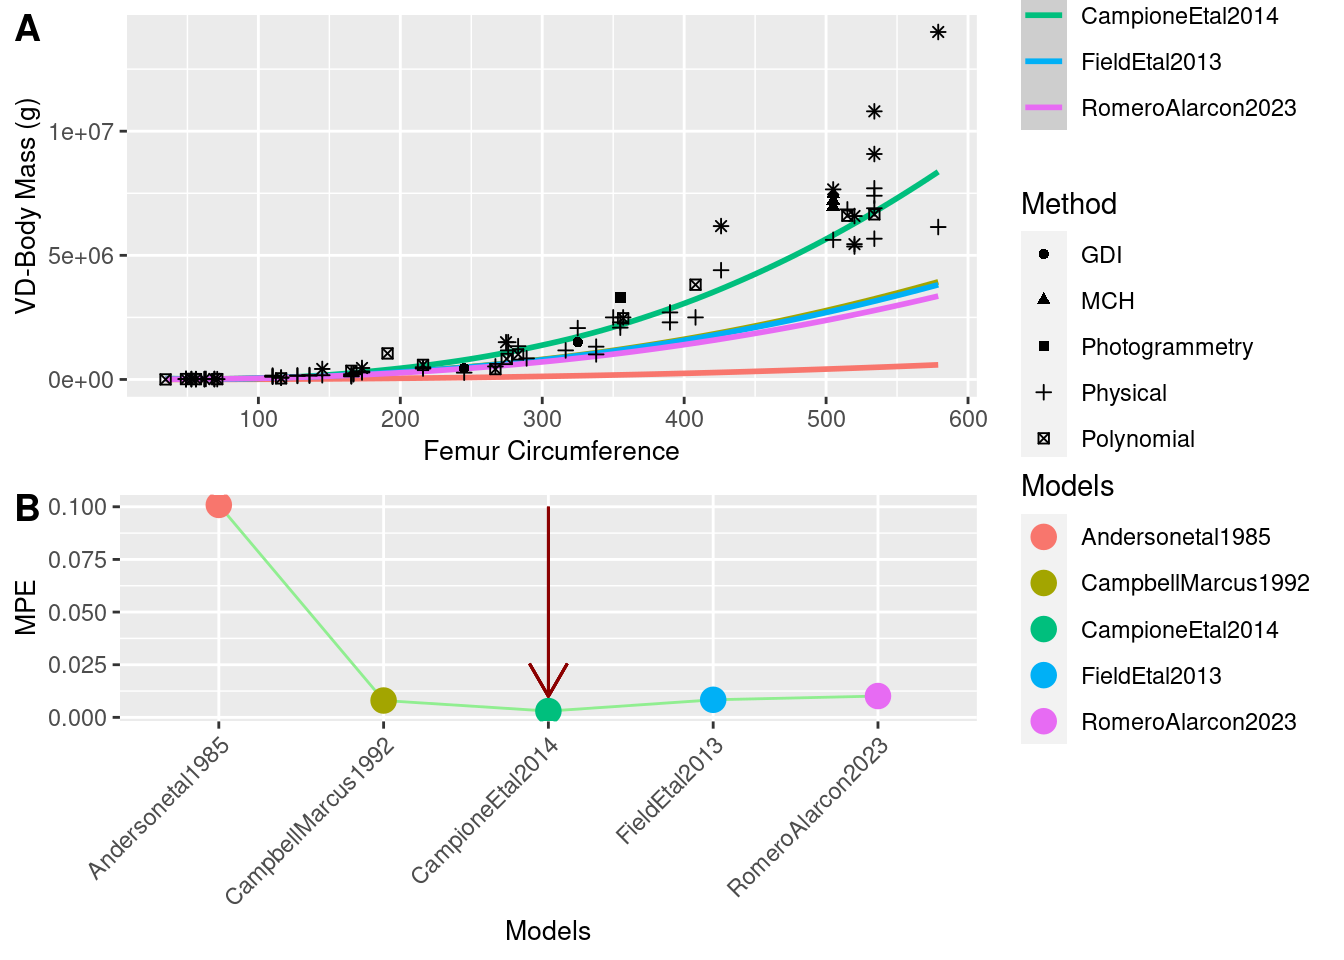 A
VD-Body Mass (g)
1e+07
5e+06
0e+00
100 200 300 400 500 600
Femur Circumference
CampioneEtal2014
FieldEtal2013
RomeroAlarcon2023
Method
GDI
MCH
Photogrammetry
Physical
Polynomial
B
MPE
0.100
0.075
0.050
0.025
0.000
Andersonetal1985
CampbellMarcus1992
CampioneEtal2014
FieldEtal2013
RomeroAlarcon2023
Models
Models
Andersonetal1985
CampbellMarcus1992
CampioneEtal2014
FieldEtal2013
RomeroAlarcon2023